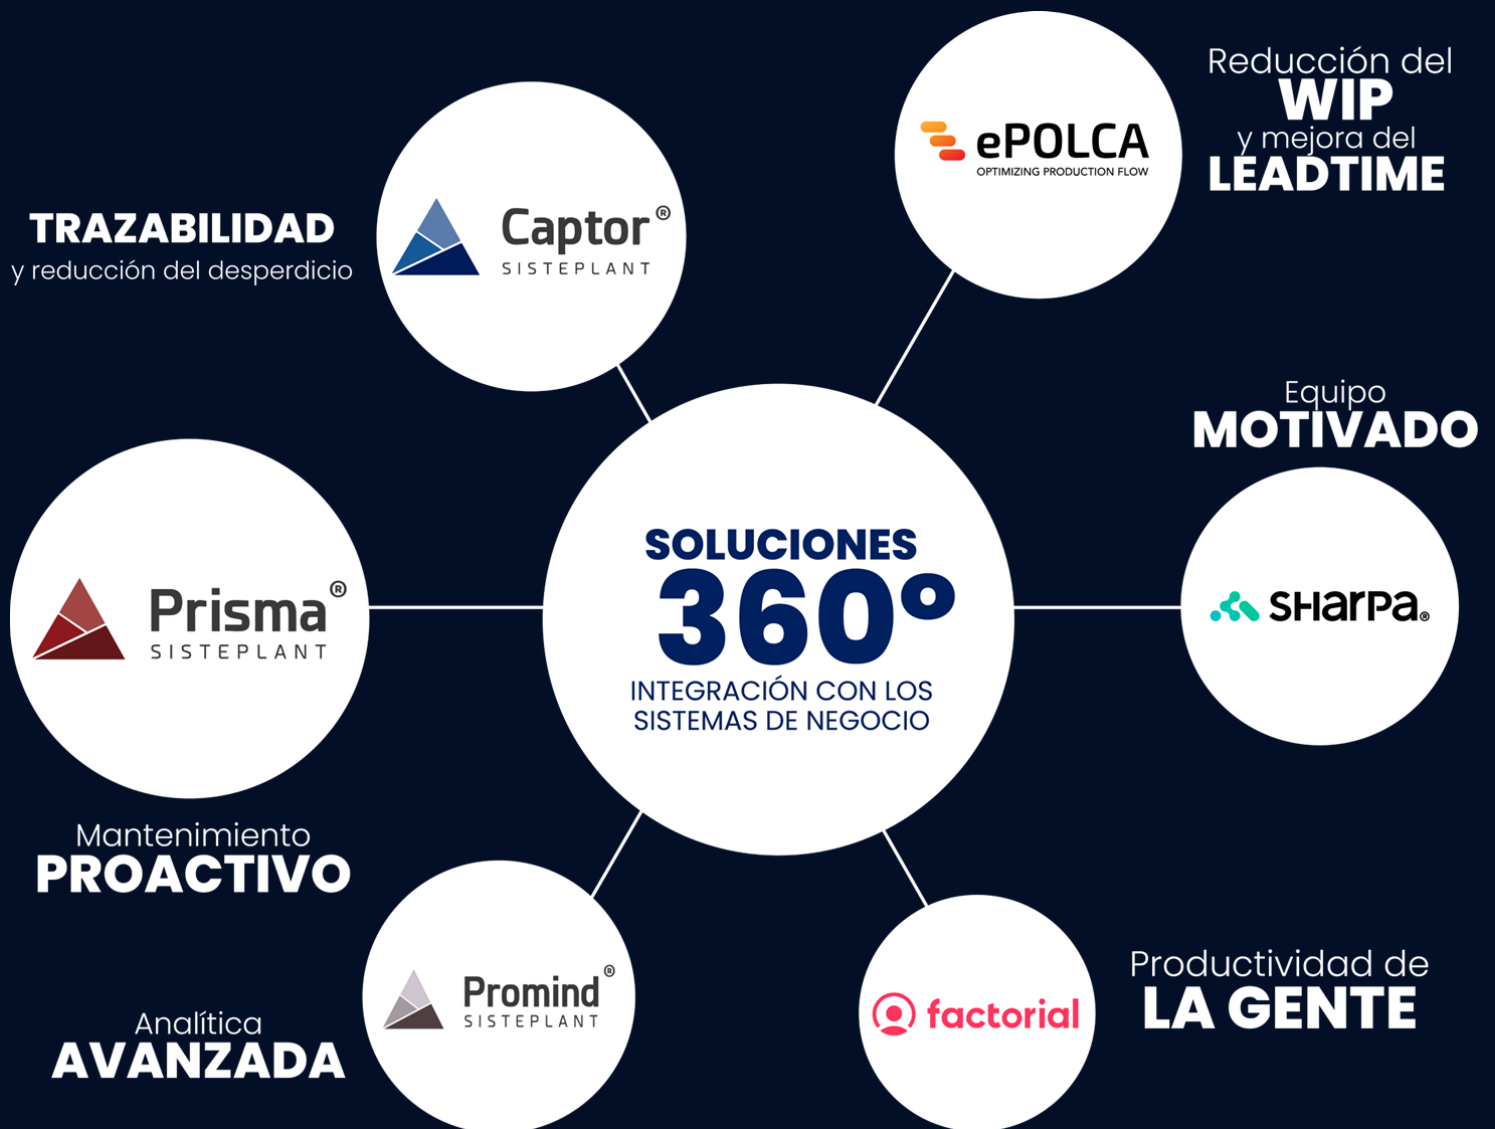 Reducción del
WIP
y mejora del
LEADTIME
ePOLCA
OPTIMIZING PRODUCTION FLOW
TRAZABILIDAD
y reducción del desperdicio
Captor®
SISTEPLANT
Equipo
MOTIVADO
SHarPa®
SOLUCIONES
360º
INTEGRACIÓN CON LOS
SISTEMAS DE NEGOCIO
Prisma®
SISTEPLANT
Mantenimiento
PROACTIVO
Promind®
SISTEPLANT
Analítica
AVANZADA
factorial
Productividad de
LA GENTE